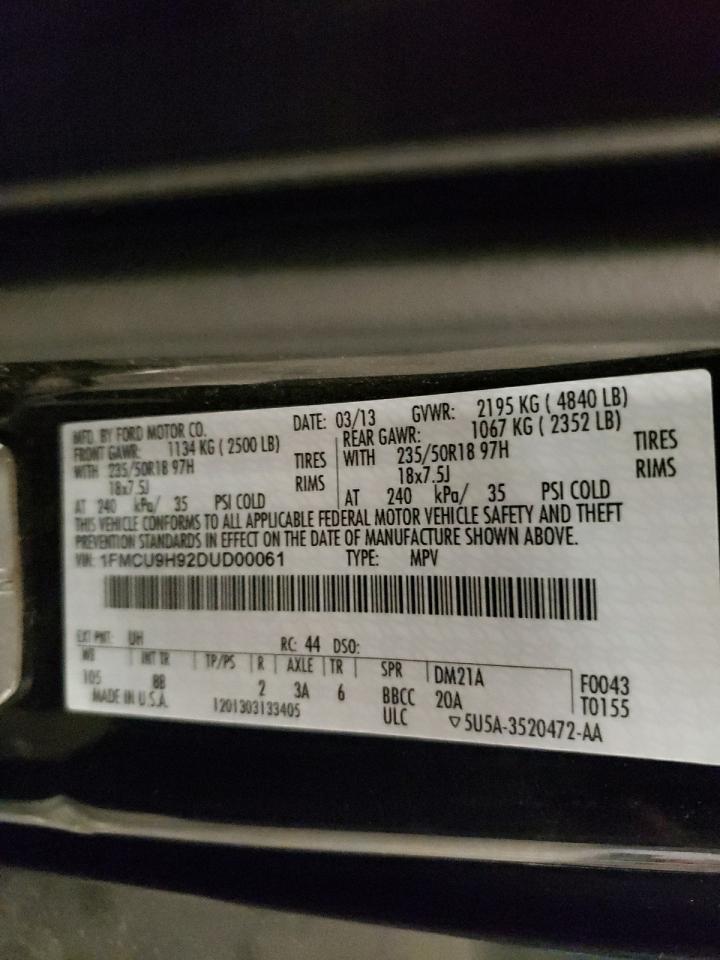 MFD. BY FORD MOTOR CO. DATE: 03/13 GVWR: 2195 KG ( 4840 LB)
FRONT GAWR: 1134 KG ( 2500 LB) REAR GAWR: 1067 KG ( 2352 LB)
WITH 235/50R18 97H TIRES WITH 235/50R18 97H TIRES
18x7.5J RIMS 18x7.5J RIMS
AT 240 kPa/ 35 PSI COLD AT 240 kPa/ 35 PSI COLD
THIS VEHICLE CONFORMS TO ALL APPLICABLE FEDERAL MOTOR VEHICLE SAFETY AND THEFT
PREVENTION STANDARDS IN EFFECT ON THE DATE OF MANUFACTURE SHOWN ABOVE.
VIN: 1FMCU9H92DUD00061 TYPE: MPV
EXT PNT: UH RC: 44 DSO:
WB INT TR TP/PS R AXLE TR SPR DM21A F0043
105 BB 2 3A 6 BBCC 20A T0155
MADE IN U.S.A. 1201303133405 ULC ▽5U5A-3520472-AA